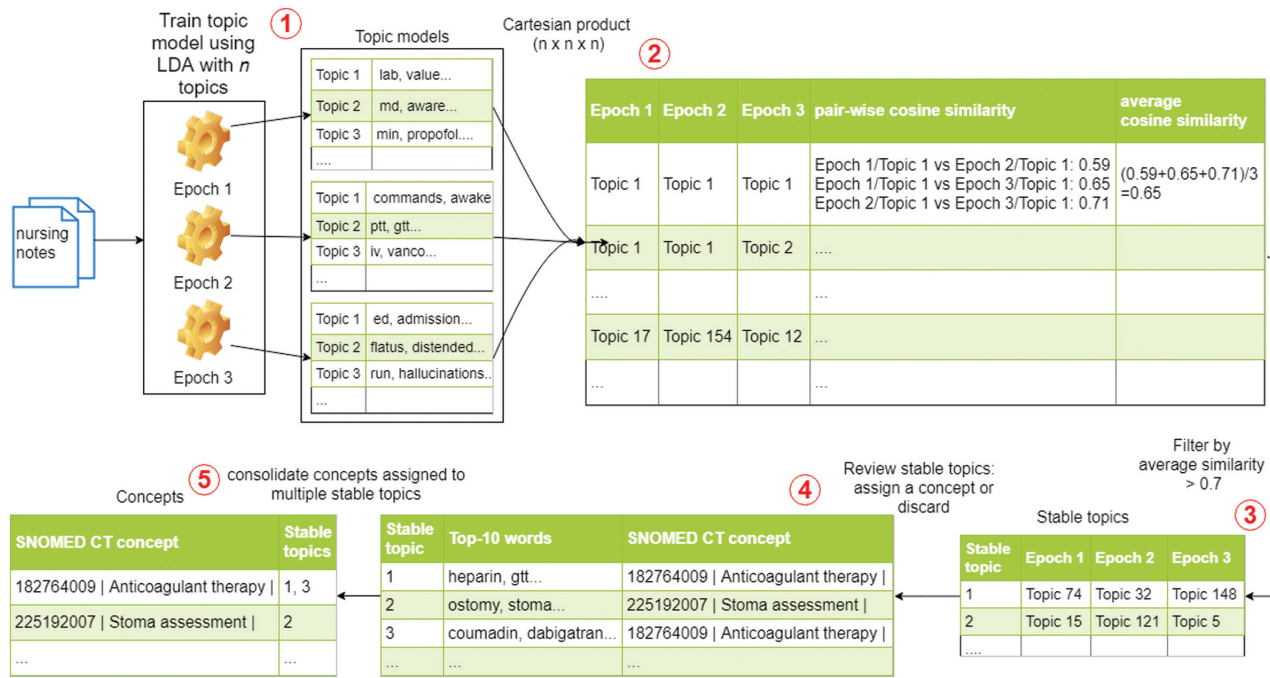 Train topic
model using
LDA with n
topics
1
Topic models
Cartesian product
(n x n x n)
2
nursing
notes
Epoch 1
Epoch 2
Epoch 3
Topic 1 lab, value...
Topic 2 md, aware...
Topic 3 min, propofol....
....
Topic 1 commands, awake
Topic 2 ptt, gtt...
Topic 3 iv, vanco...
...
Topic 1 ed, admission...
Topic 2 flatus, distended...
Topic 3 run, hallucinations..
...
Epoch 1 Epoch 2 Epoch 3 pair-wise cosine similarity average
cosine similarity
Topic 1 Topic 1 Topic 1
Epoch 1/Topic 1 vs Epoch 2/Topic 1: 0.59
Epoch 1/Topic 1 vs Epoch 3/Topic 1: 0.65
Epoch 2/Topic 1 vs Epoch 3/Topic 1: 0.71
(0.59+0.65+0.71)/3
=0.65
Topic 1 Topic 1 Topic 2 ....
.... ...
Topic 17 Topic 154 Topic 12 ...
... ...
Filter by
average similarity
> 0.7
3
Stable topics
Stable
topic Epoch 1 Epoch 2 Epoch 3
1 Topic 74 Topic 32 Topic 148
2 Topic 15 Topic 121 Topic 5
....
Review stable topics:
assign a concept or
discard
4
Stable
topic Top-10 words SNOMED CT concept
1 heparin, gtt... 182764009 | Anticoagulant therapy |
2 ostomy, stoma... 225192007 | Stoma assessment |
3 coumadin, dabigatran... 182764009 | Anticoagulant therapy |
... ... ...
5
consolidate concepts assigned to
multiple stable topics
Concepts
SNOMED CT concept Stable
topics
182764009 | Anticoagulant therapy | 1, 3
225192007 | Stoma assessment | 2
... ...